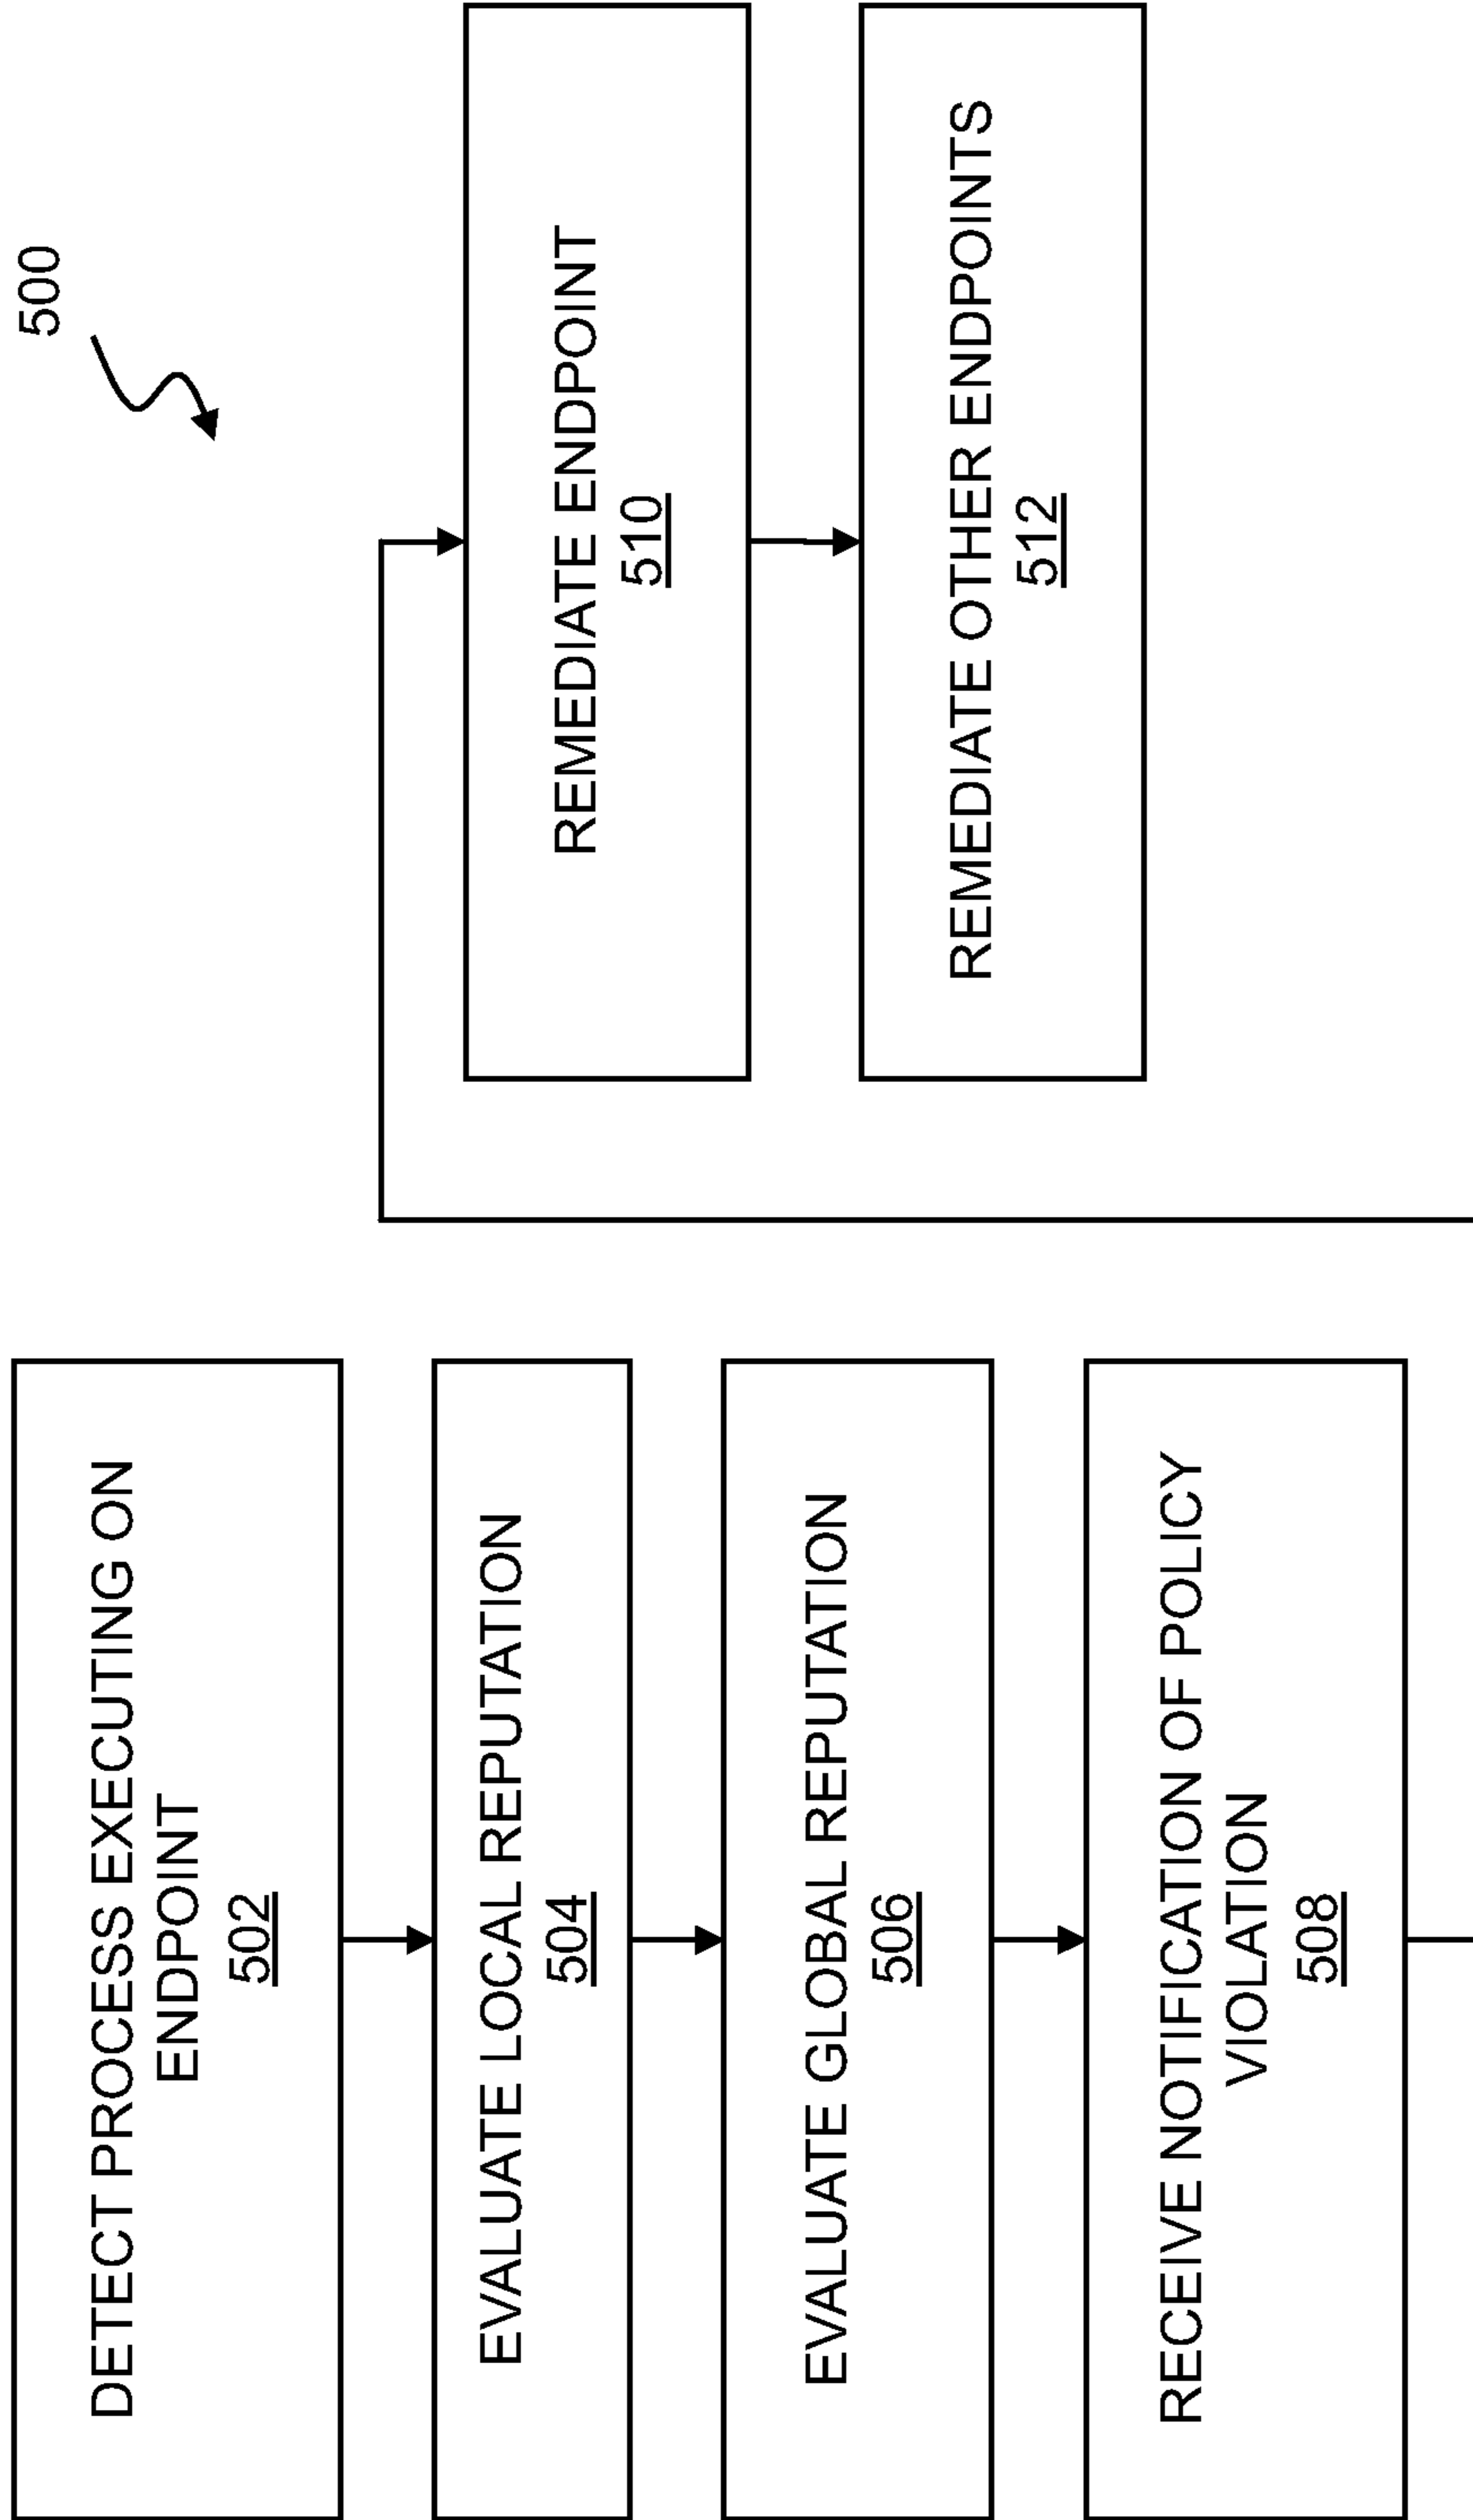 DETECT PROCESS EXECUTING ON
ENDPOINT
502
EVALUATE LOCAL REPUTATION
504
EVALUATE GLOBAL REPUTATION
506
RECEIVE NOTIFICATION OF POLICY
VIOLATION
508
500
REMEDIATE ENDPOINT
510
REMEDIATE OTHER ENDPOINTS
512